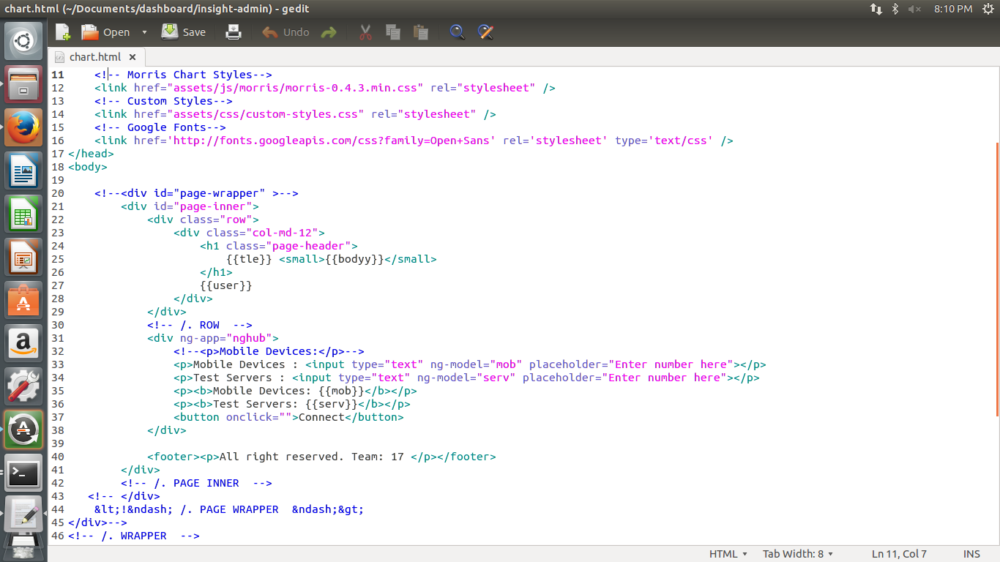 chart.html (~/Documents/dashboard/insight-admin) - gedit
8:10 PM
Open Save Undo
chart.html ×
11 <!-- Morris Chart Styles-->
12 <link href="assets/js/morris/morris-0.4.3.min.css" rel="stylesheet" />
13 <!-- Custom Styles-->
14 <link href="assets/css/custom-styles.css" rel="stylesheet" />
15 <!-- Google Fonts-->
16 <link href='http://fonts.googleapis.com/css?family=Open+Sans' rel='stylesheet' type='text/css' />
17 </head>
18 <body>
19
20 <!--<div id="page-wrapper" >-->
21 <div id="page-inner">
22 <div class="row">
23 <div class="col-md-12">
24 <h1 class="page-header">
25 {{tle}} <small>{{bodyy}}</small>
26 </h1>
27 {{user}}
28 </div>
29 </div>
30 <!-- /. ROW  -->
31 <div ng-app="nghub">
32 <!--<p>Mobile Devices:</p>-->
33 <p>Mobile Devices : <input type="text" ng-model="mob" placeholder="Enter number here"></p>
34 <p>Test Servers : <input type="text" ng-model="serv" placeholder="Enter number here"></p>
35 <p><b>Mobile Devices: {{mob}}</b></p>
36 <p><b>Test Servers: {{serv}}</b></p>
37 <button onclick="">Connect</button>
38 </div>
39
40 <footer><p>All right reserved. Team: 17 </p></footer>
41 </div>
42 <!-- /. PAGE INNER  -->
43 <!-- </div>
44 &lt;!&ndash; /. PAGE WRAPPER  &ndash;&gt;
45 </div>-->
46 <!-- /. WRAPPER  -->
HTML Tab Width: 8 Ln 11, Col 7 INS